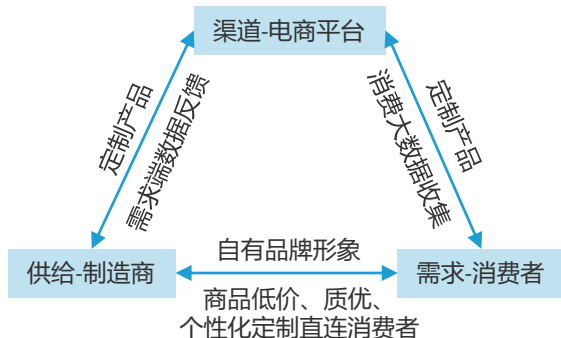 渠道-电商平台
定制产品
需求端数据反馈
消费大数据收集
定制产品
供给-制造商
自有品牌形象
需求-消费者
商品低价、质优、
个性化定制直连消费者